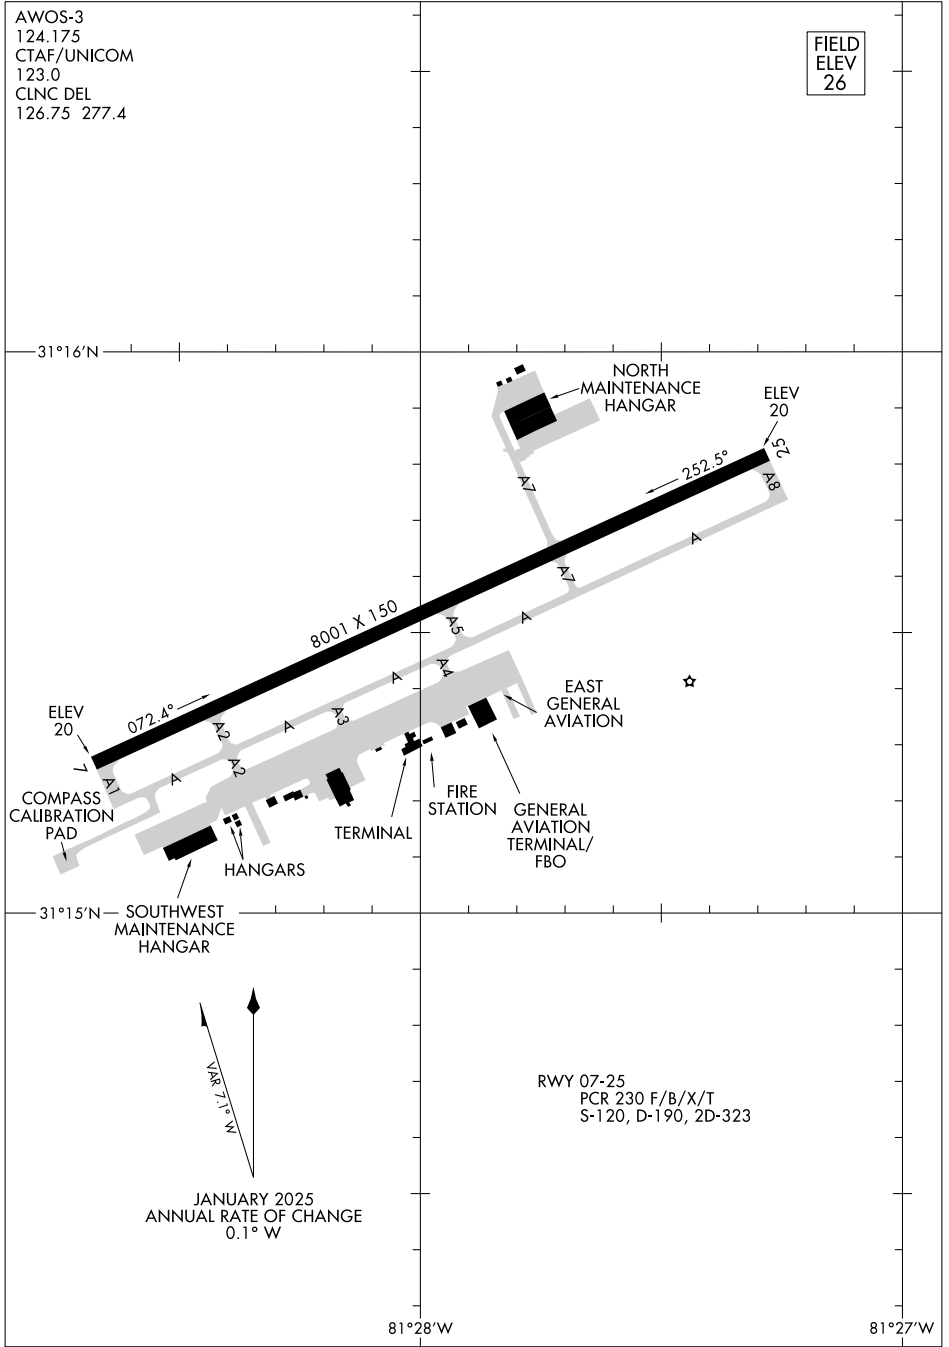 AWOS-3
124.175
CTAF/UNICOM
123.0
CLNC DEL
126.75 277.4
FIELD
ELEV
26
31°16'N
NORTH
MAINTENANCE
HANGAR
ELEV
20
25
252.5°
A8
A7
A
A7
8001 X 150
A5
A
A4
A
EAST
GENERAL
AVIATION
072.4°
A3
A
A2
A2
ELEV
20
7
A1
A
COMPASS
CALIBRATION
PAD
TERMINAL
FIRE
STATION
GENERAL
AVIATION
TERMINAL/
FBO
HANGARS
31°15'N
SOUTHWEST
MAINTENANCE
HANGAR
VAR 7.1° W
JANUARY 2025
ANNUAL RATE OF CHANGE
0.1° W
RWY 07-25
PCR 230 F/B/X/T
S-120, D-190, 2D-323
81°28'W
81°27'W